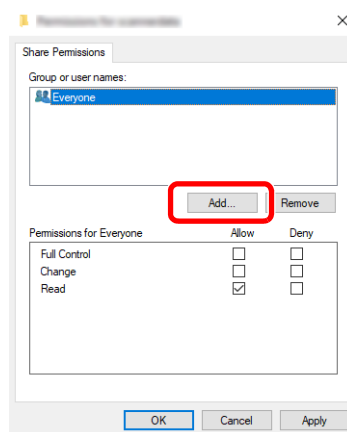 Share Permissions
Group or user names:
Everyone
Add...
Remove
Permissions for Everyone Allow Deny
Full Control
Change
Read
OK Cancel Apply